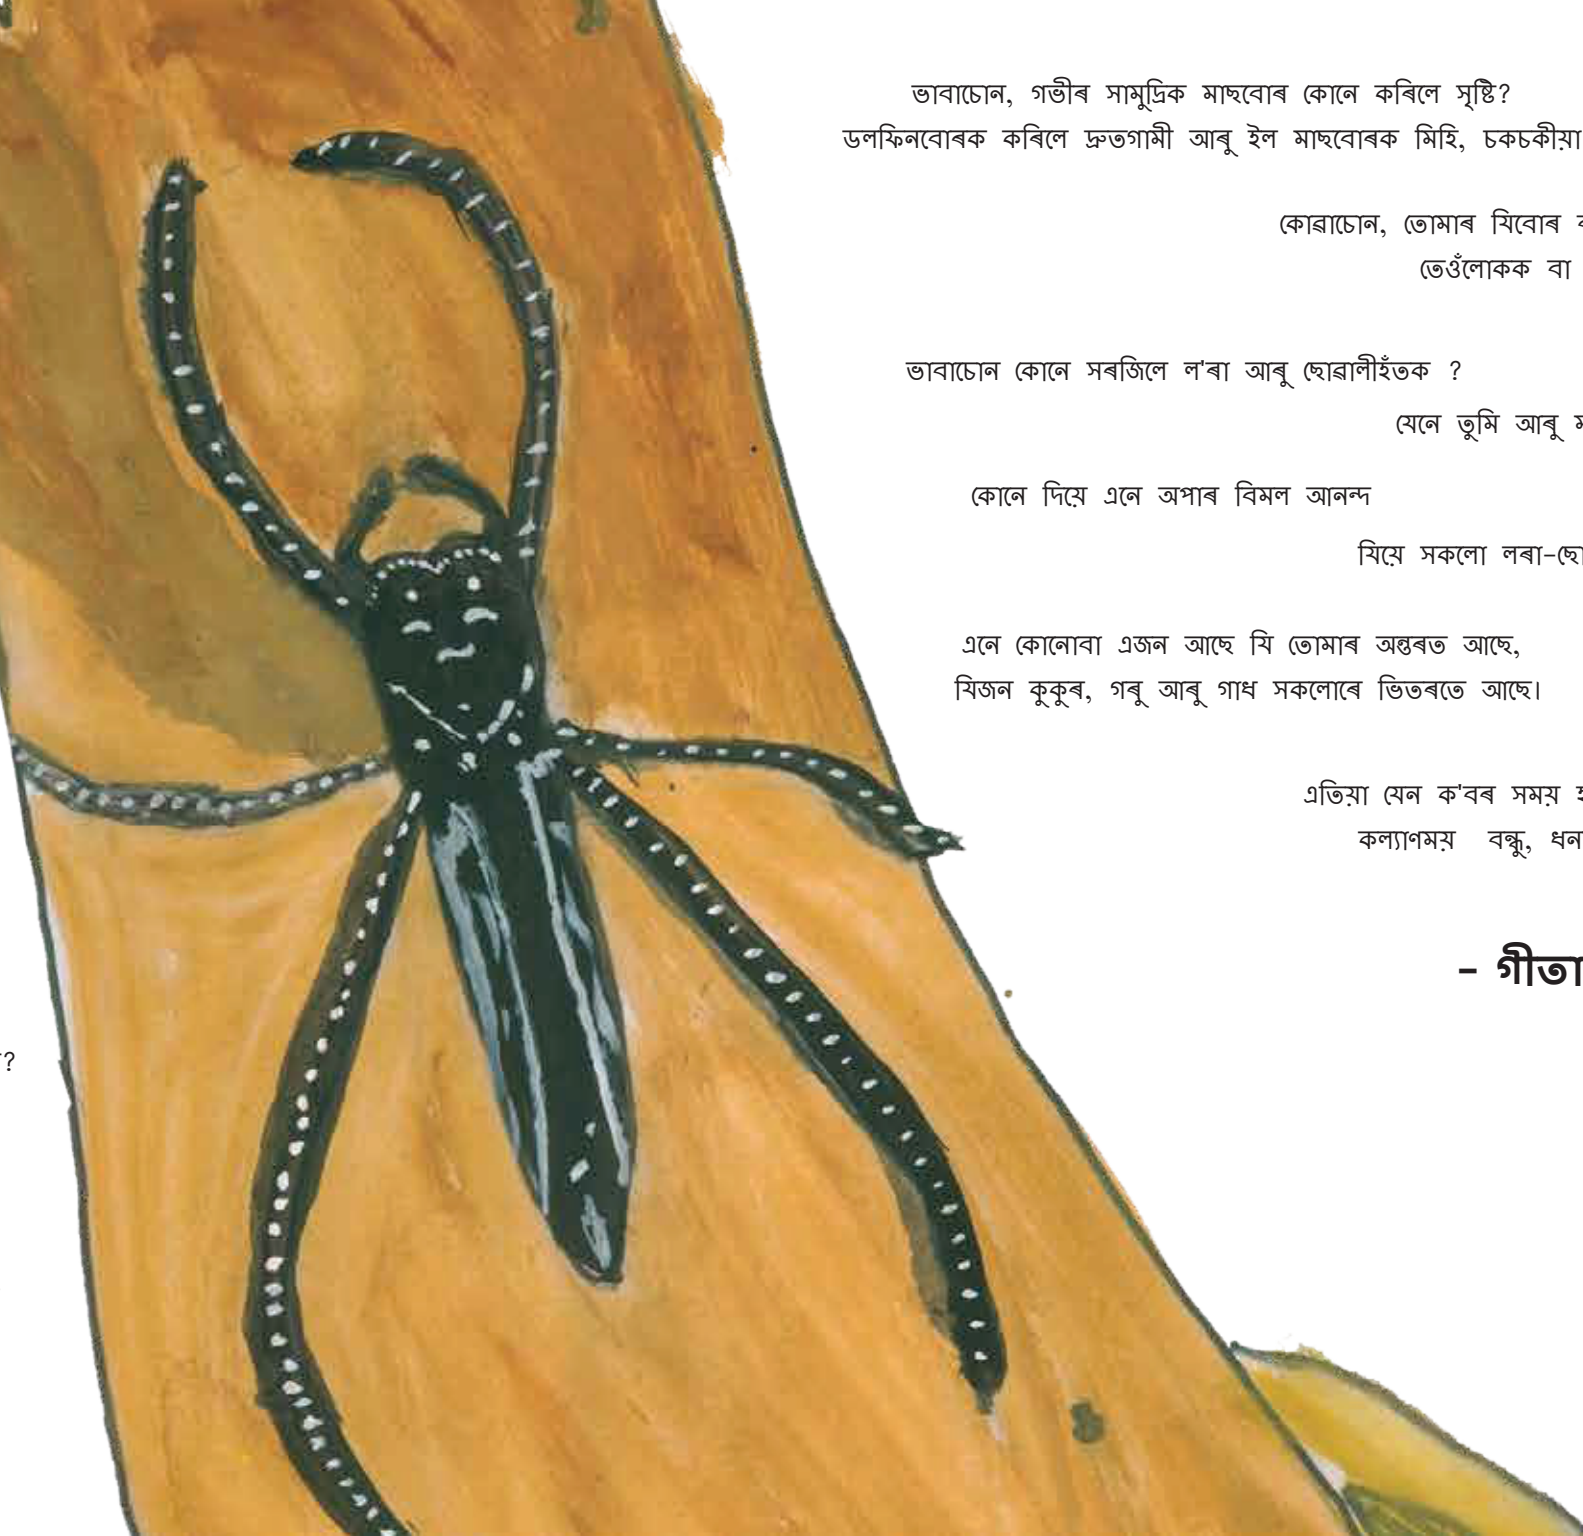 ভাবাচোন, গভীৰ সামুদ্ৰিক মাছবোৰ কোনে কৰিলে সৃষ্টি?
ডলফিনবোৰক কৰিলে দ্ৰুতগামী আৰু ইল মাছবোৰক মিহি, চকচকীয়া
কোৱাচোন, তোমাৰ যিবোৰ
তেওঁলোকক বা
ভাবাচোন কোনে সৰজিলে ল'ৰা আৰু ছোৱালীহঁতক ?
যেনে তুমি আৰু
কোনে দিয়ে এনে অপাৰ বিমল আনন্দ
যিয়ে সকলো লৰা-ছো
এনে কোনোবা এজন আছে যি তোমাৰ অন্তৰত আছে,
যিজন কুকুৰ, গৰু আৰু গাধ সকলোৰে ভিতৰতে আছে।
এতিয়া যেন ক'বৰ সময়
কল্যাণময় বন্ধু, ধন
- গীতা
?